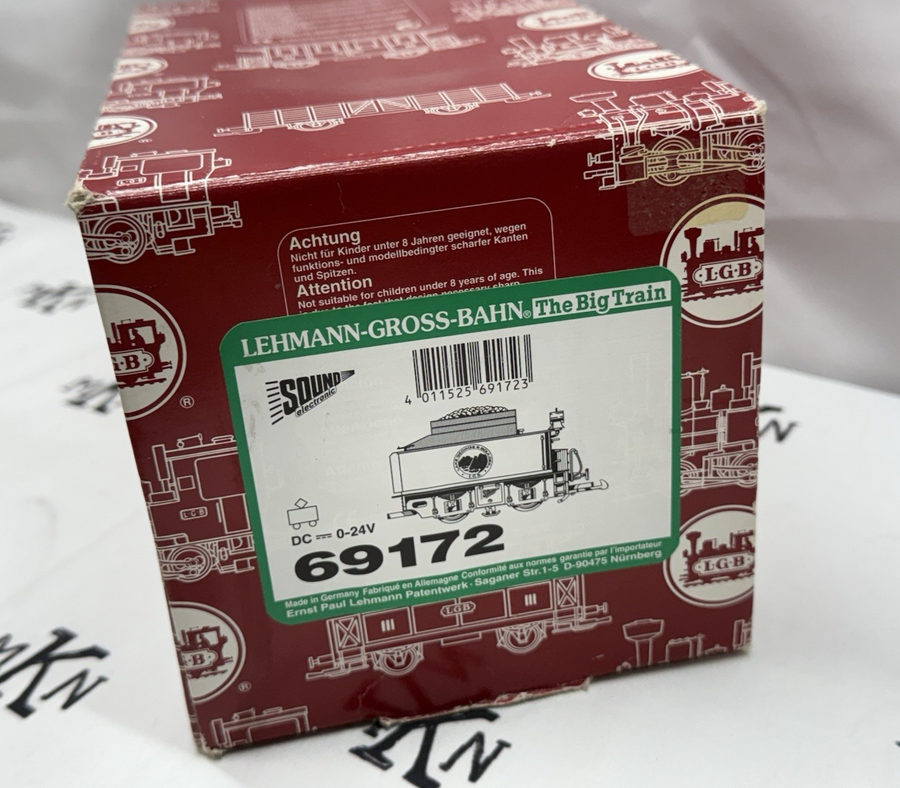 L·G·B
Achtung
Nicht für Kinder unter 8 Jahren geeignet, wegen
funktions- und modellbedingter scharfer Kanten
und Spitzen.
Attention
Not suitable for children under 8 years of age. This
LEHMANN-GROSS-BAHN® The Big Train
SOUND
electronic
4 011525 691723
DC 0-24V
69172
Made in Germany Fabriqué en Allemagne Conformité aux normes garantie par l'importateur
Ernst Paul Lehmann Patentwerk · Saganer Str.1-5 D-90475 Nürnberg
LGB
L·G·B
®
®
KN
KN